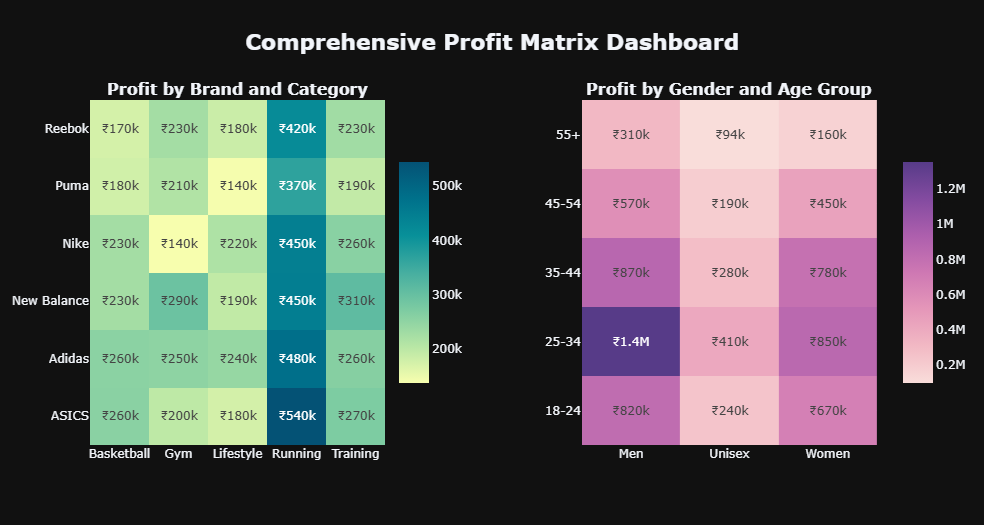 Comprehensive Profit Matrix Dashboard
Profit by Brand and Category
Reebok ₹170k ₹230k ₹180k ₹420k ₹230k
Puma ₹180k ₹210k ₹140k ₹370k ₹190k
Nike ₹230k ₹140k ₹220k ₹450k ₹260k
New Balance ₹230k ₹290k ₹190k ₹450k ₹310k
Adidas ₹260k ₹250k ₹240k ₹480k ₹260k
ASICS ₹260k ₹200k ₹180k ₹540k ₹270k
Basketball Gym Lifestyle Running Training
500k
400k
300k
200k
Profit by Gender and Age Group
55+ ₹310k ₹94k ₹160k
45-54 ₹570k ₹190k ₹450k
35-44 ₹870k ₹280k ₹780k
25-34 ₹1.4M ₹410k ₹850k
18-24 ₹820k ₹240k ₹670k
Men Unisex Women
1.2M
1M
0.8M
0.6M
0.4M
0.2M